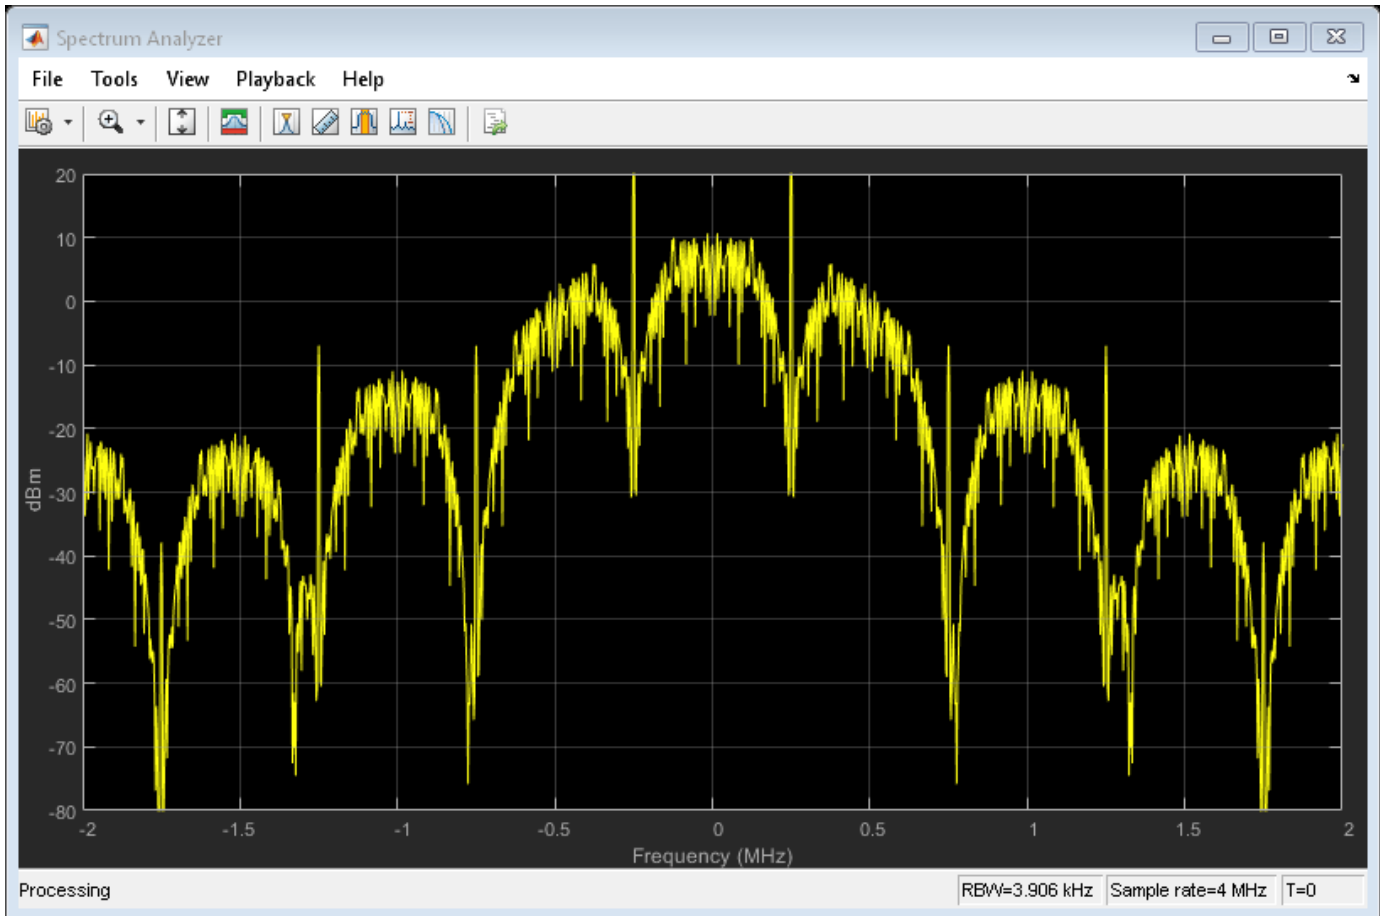 Spectrum Analyzer
File Tools View Playback Help
20
10
0
-10
-20
-30
-40
-50
-60
-70
-80
dBm
-2 -1.5 -1 -0.5 0 0.5 1 1.5 2
Frequency (MHz)
Processing RBW=3.906 kHz Sample rate=4 MHz T=0